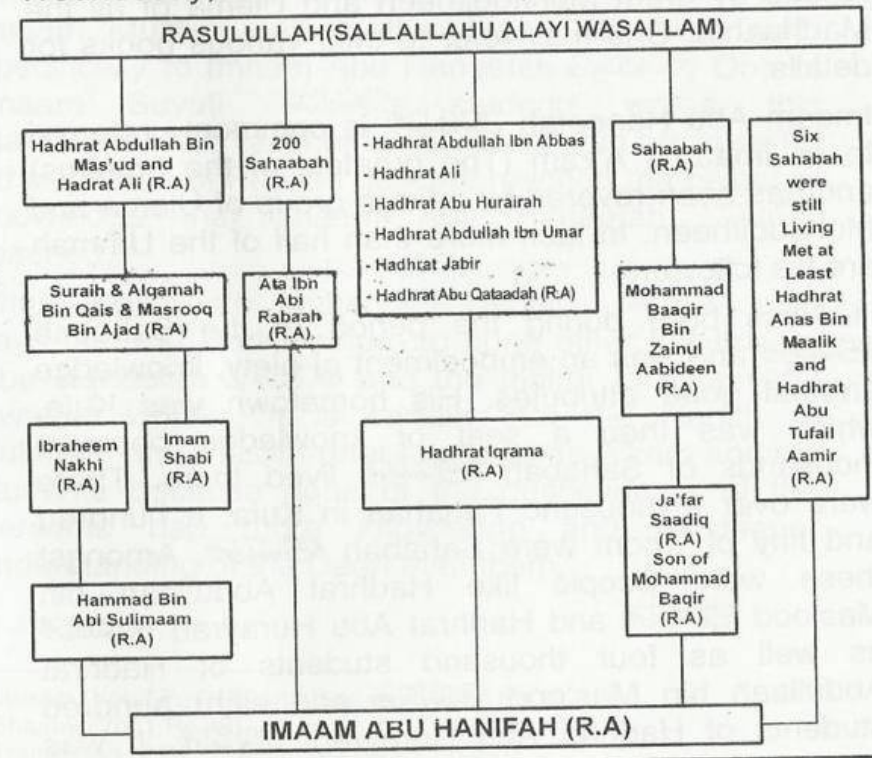 RASULULLAH(SALLALLAHU ALAYI WASALLAM)
Hadhrat Abdullah Bin
Mas'ud and
Hadrat Ali (R.A)
200
Sahaabah
(R.A)
- Hadhrat Abdullah Ibn Abbas
- Hadhrat Ali
- Hadhrat Abu Hurairah
- Hadhrat Abdullah Ibn Umar
- Hadhrat Jabir
- Hadhrat Abu Qataadah (R.A)
Sahaabah
(R.A)
Six
Sahabah
were
still
Living
Met at
Least
Hadhrat
Anas Bin
Maalik
and
Hadhrat
Abu
Tufail
Aamir
(R.A)
Suraih & Alqamah
Bin Qais & Masrooq
Bin Ajad (R.A)
Ata Ibn
Abi
Rabaah
(R.A)
Mohammad
Baaqir
Bin
Zainul
Aabideen
(R.A)
Ibraheem
Nakhi
(R.A)
Imam
Shabi
(R.A)
Hadhrat Iqrama
(R.A)
Ja'far
Saadiq
(R.A)
Son of
Mohammad
Baqir
(R.A)
Hammad Bin
Abi Sulimaam
(R.A)
IMAAM ABU HANIFAH (R.A)